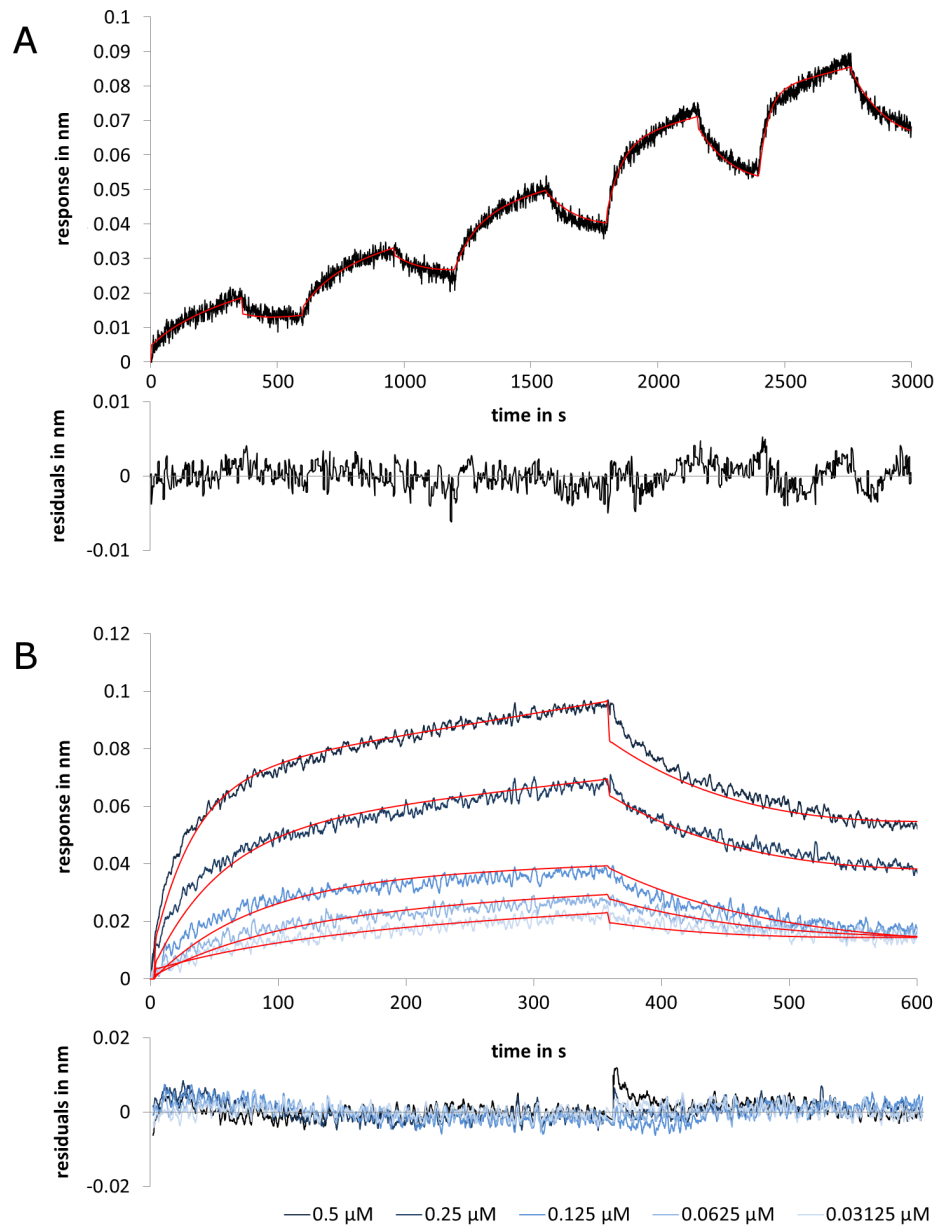 A
0.1
0.09
0.08
0.07
0.06
0.05
0.04
0.03
0.02
0.01
0
response in nm
0 500 1000 1500 2000 2500 3000
time in s
0.01
0
-0.01
residuals in nm
B
0.12
0.1
0.08
0.06
0.04
0.02
0
response in nm
0 100 200 300 400 500 600
time in s
0.02
0
-0.02
residuals in nm
0.5 µM 0.25 µM 0.125 µM 0.0625 µM 0.03125 µM